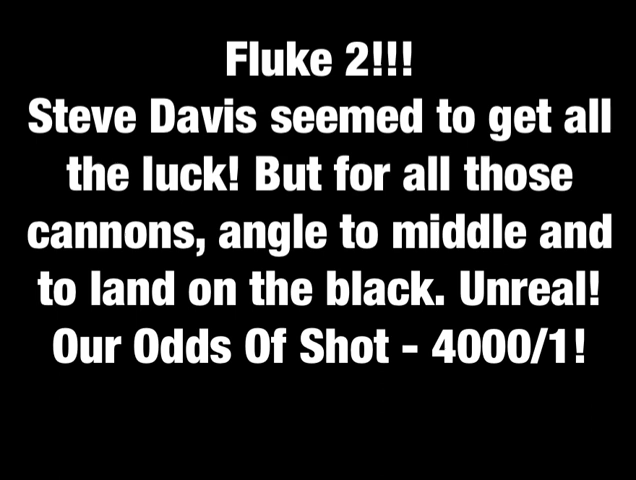 Fluke 2!!!
Steve Davis seemed to get all
the luck! But for all those
cannons, angle to middle and
to land on the black. Unreal!
Our Odds Of Shot - 4000/1!